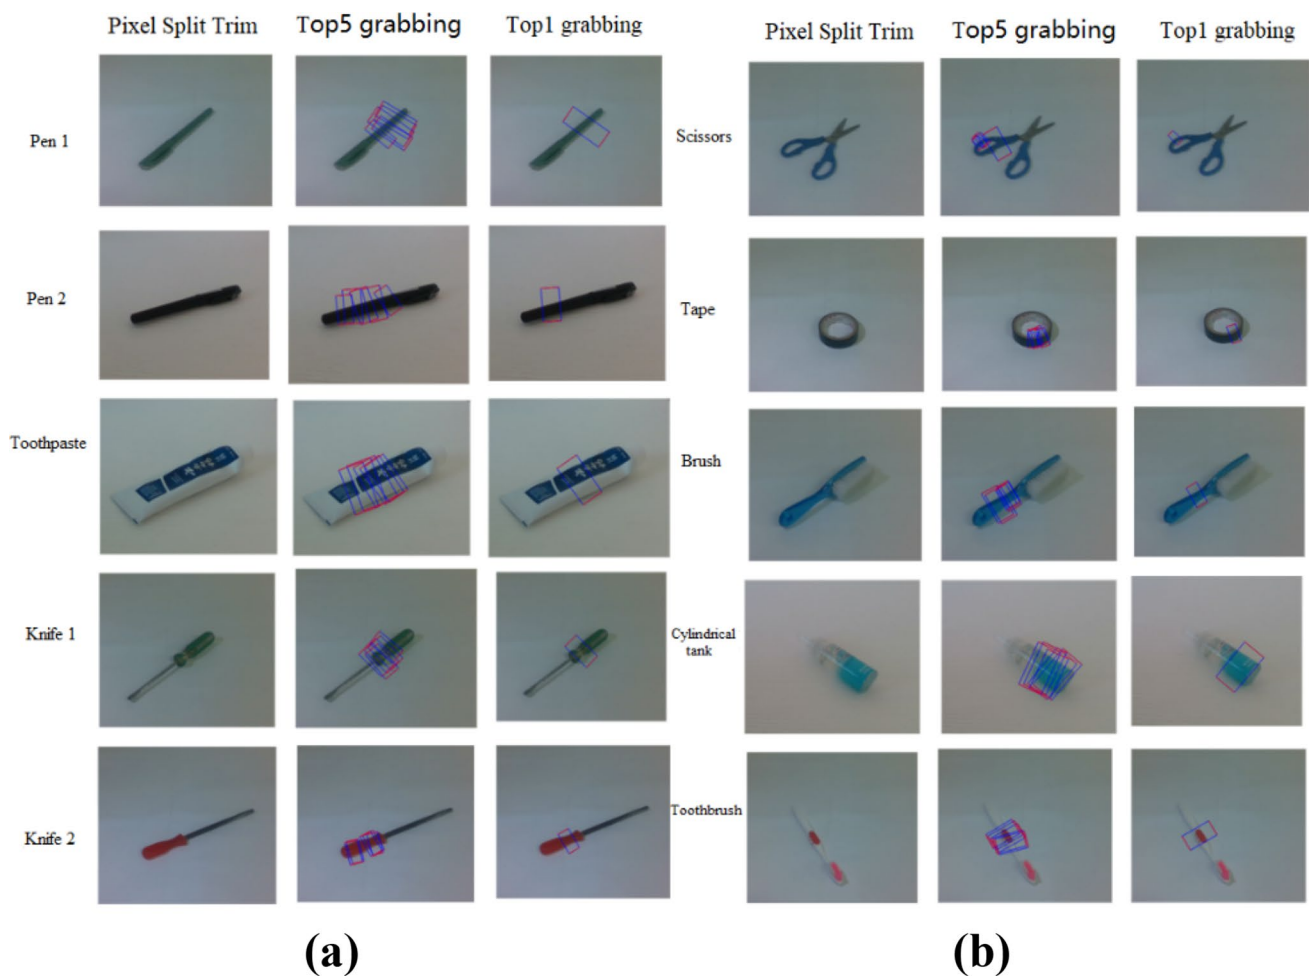 Pixel Split Trim
Top5 grabbing
Top1 grabbing
Pen 1
Pen 2
Toothpaste
Knife 1
Knife 2
(a)
Pixel Split Trim
Top5 grabbing
Top1 grabbing
Scissors
Tape
Brush
Cylindrical
tank
Toothbrush
(b)